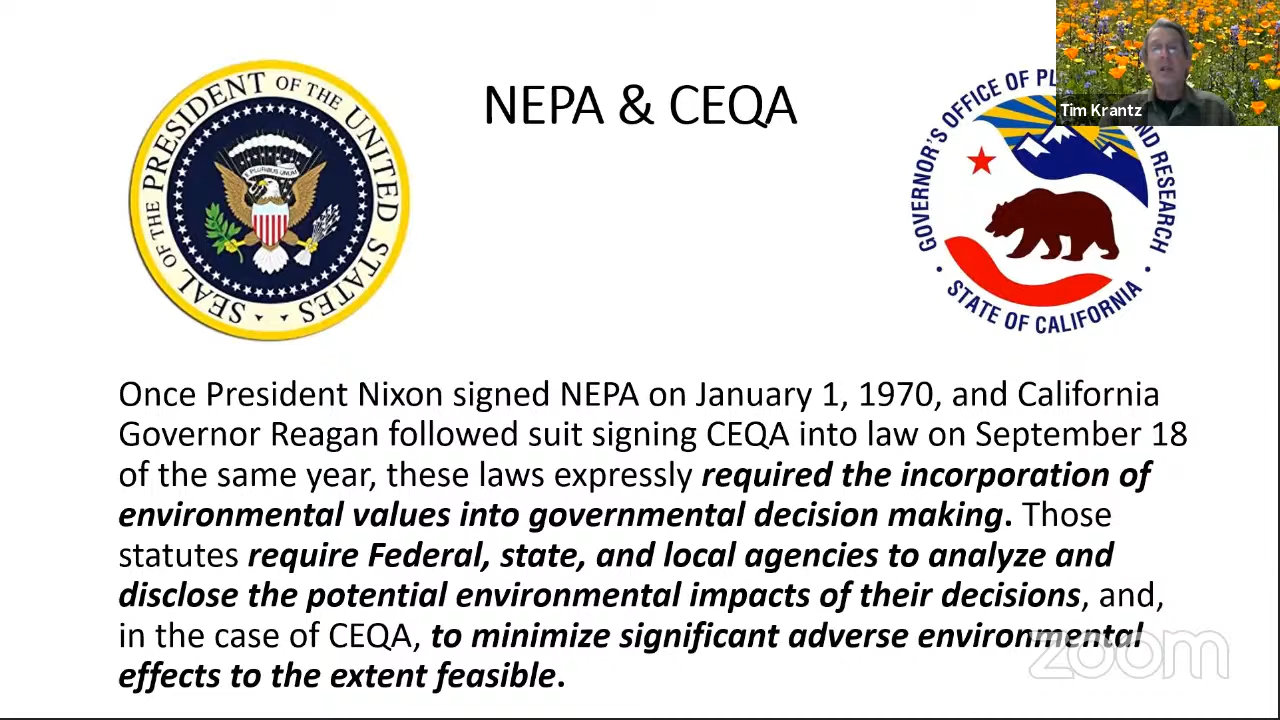 NEPA & CEQA
SEAL OF THE PRESIDENT OF THE UNITED STATES
E PLURIBUS UNUM
GOVERNOR'S OFFICE OF PL ND RESEARCH
STATE OF CALIFORNIA
Tim Krantz
Once President Nixon signed NEPA on January 1, 1970, and California
Governor Reagan followed suit signing CEQA into law on September 18
of the same year, these laws expressly required the incorporation of
environmental values into governmental decision making. Those
statutes require Federal, state, and local agencies to analyze and
disclose the potential environmental impacts of their decisions, and,
in the case of CEQA, to minimize significant adverse environmental
effects to the extent feasible.
zoom